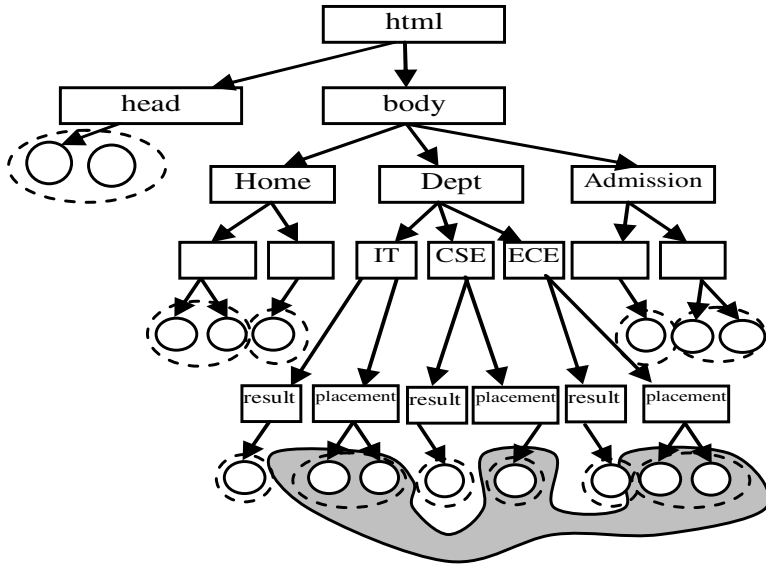 html
head
body
Home
Dept
Admission
IT
CSE
ECE
result
placement
result
placement
result
placement